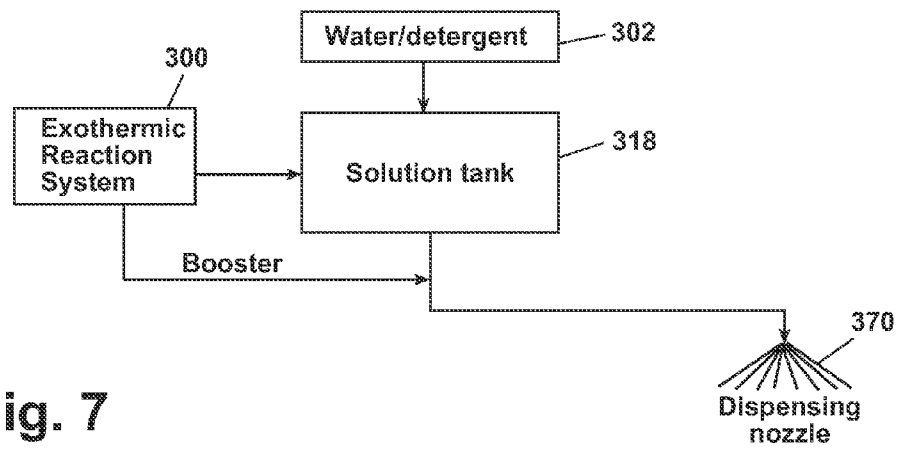 Water/detergent
302
300
Exothermic
Reaction
System
318
Solution tank
Booster
370
Dispensing
nozzle
ig. 7